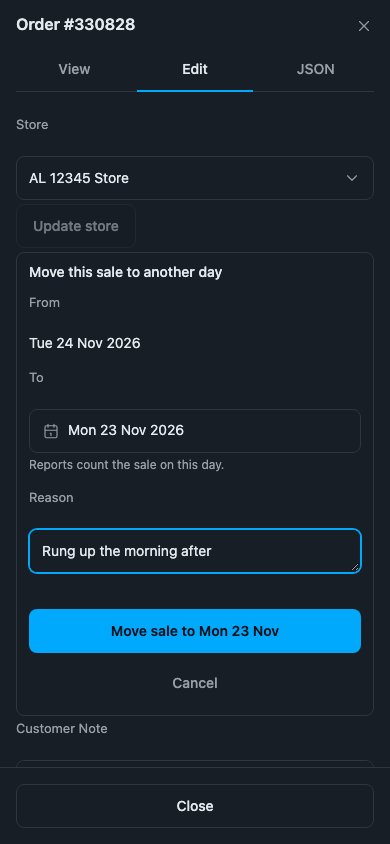 Order #330828
View
Edit
JSON
Store
AL 12345 Store
Update store
Move this sale to another day
From
Tue 24 Nov 2026
To
Mon 23 Nov 2026
Reports count the sale on this day.
Reason
Rung up the morning after
Move sale to Mon 23 Nov
Cancel
Customer Note
Close